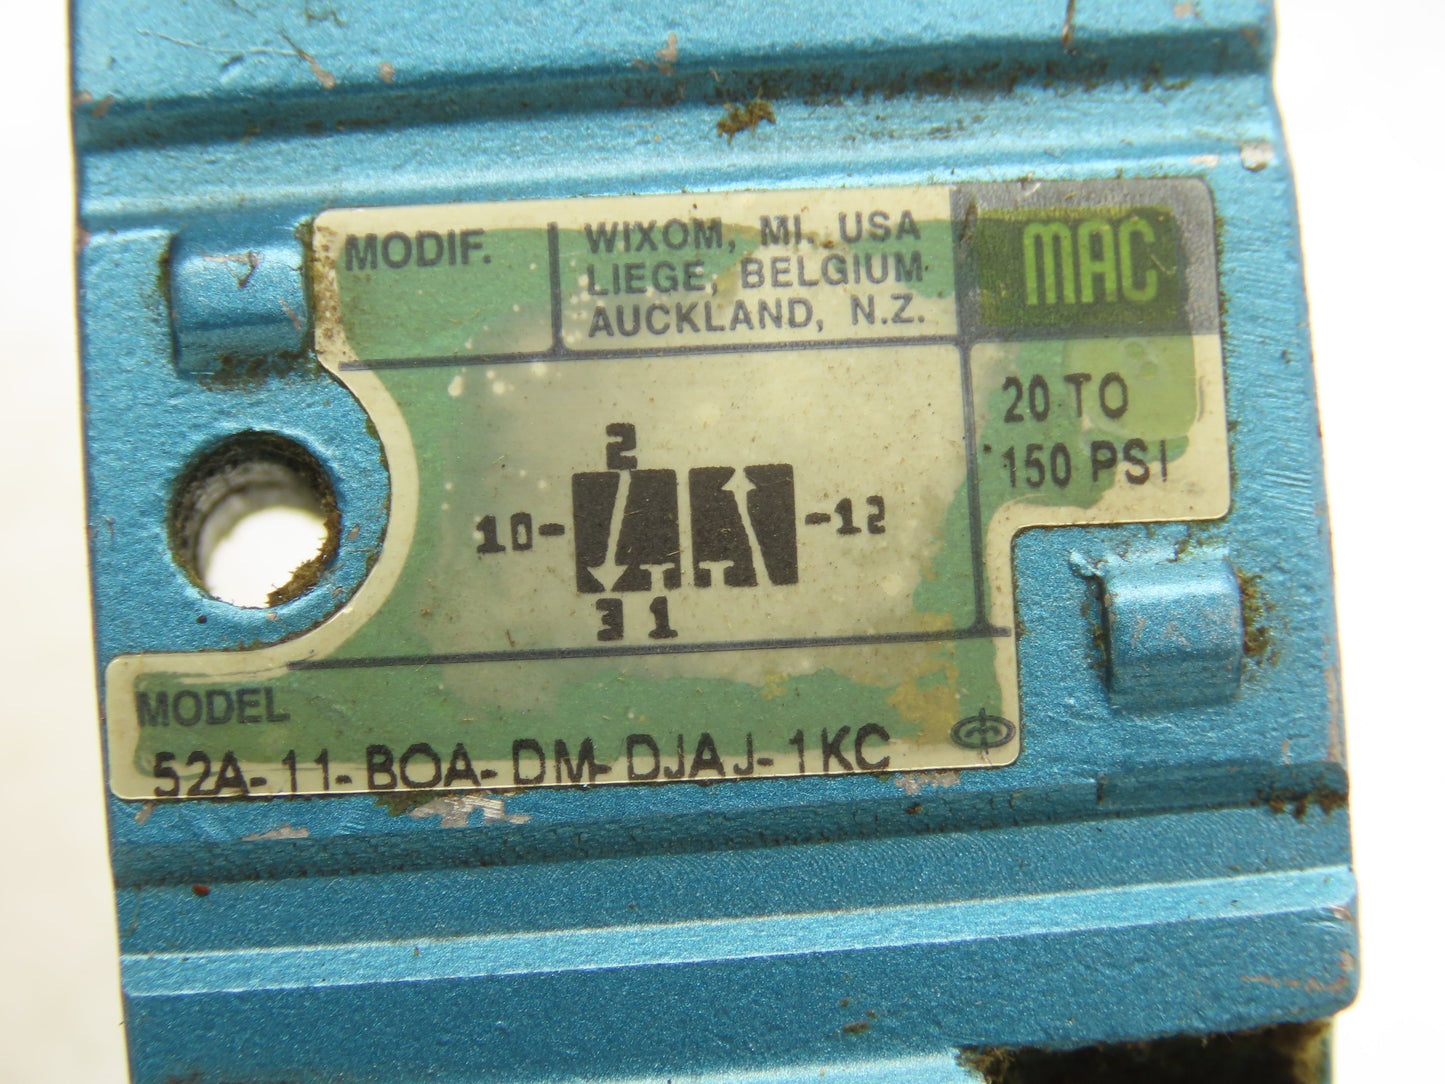 MODIF.
WIXOM, MI. USA
LIEGE, BELGIUM
AUCKLAND, N.Z.
MAC
20 TO
150 PSI
2
10-
-12
3 1
MODEL
52A-11-BOA-DM-DJAJ-1KC